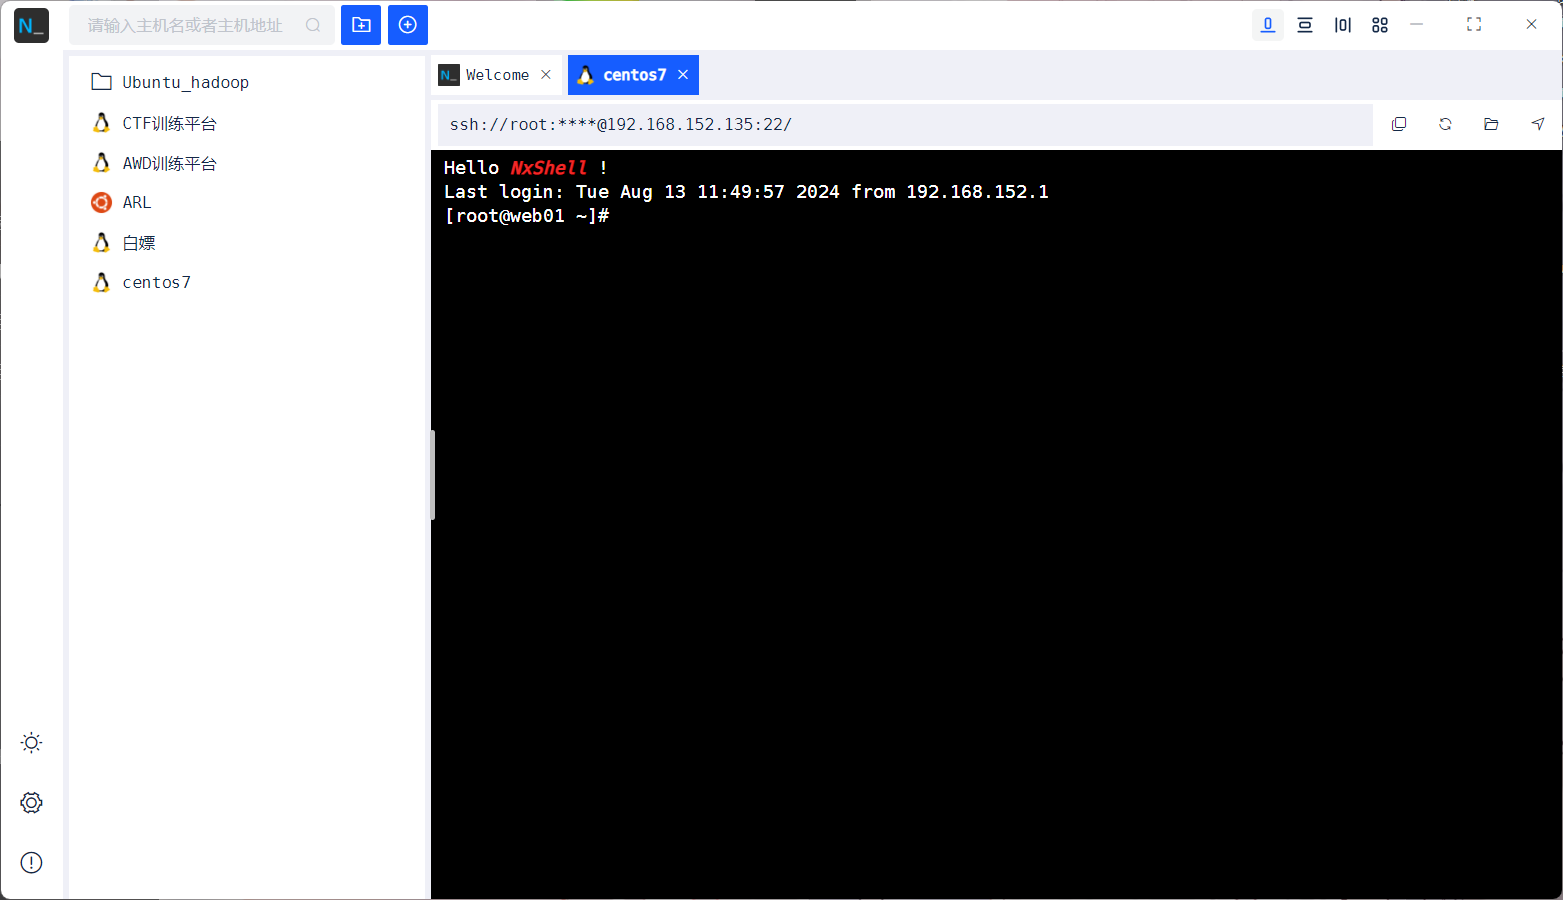 N_
请输入主机名或者主机地址
Ubuntu_hadoop
CTF训练平台
AWD训练平台
ARL
白嫖
centos7
N_ Welcome
centos7
ssh://root:****@192.168.152.135:22/
Hello NxShell !
Last login: Tue Aug 13 11:49:57 2024 from 192.168.152.1
[root@web01 ~]#